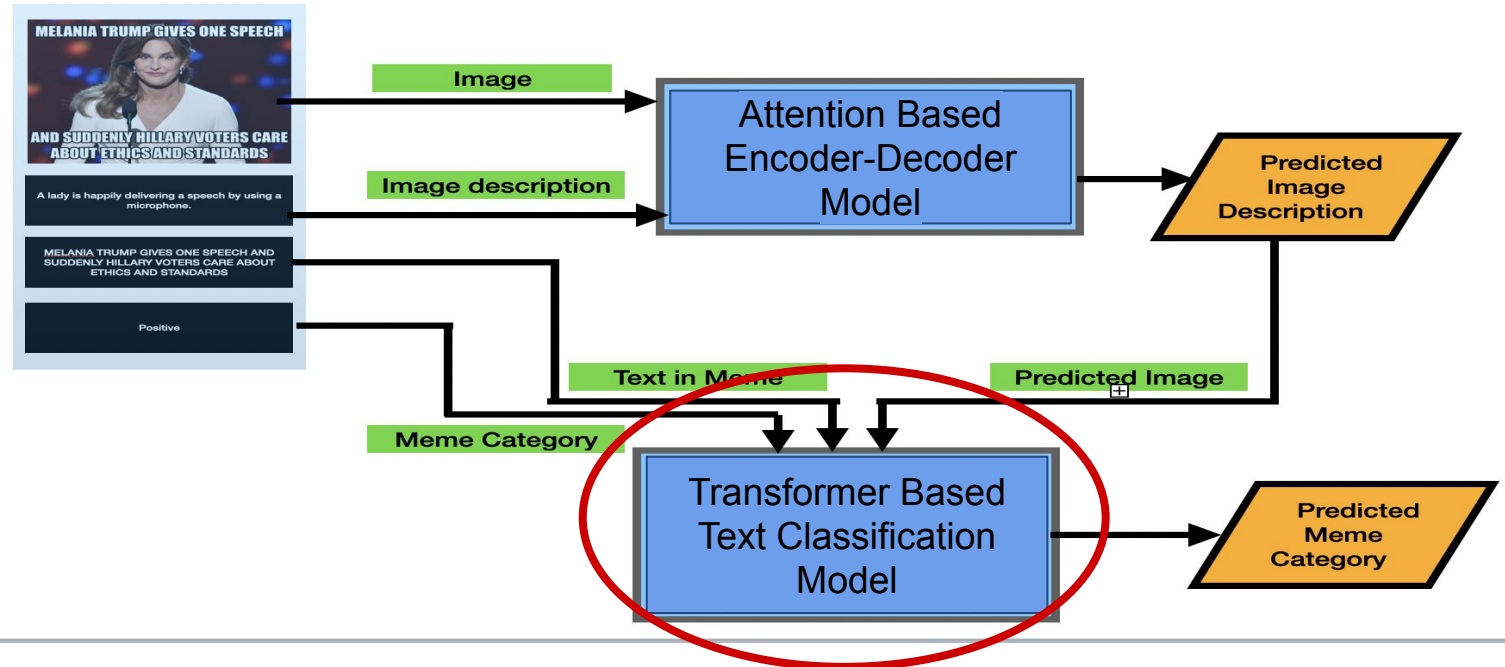 MELANIA TRUMP GIVES ONE SPEECH
AND SUDDENLY HILLARY VOTERS CARE
ABOUT ETHICS AND STANDARDS
A lady is happily delivering a speech by using a
microphone.
MELANIA TRUMP GIVES ONE SPEECH AND
SUDDENLY HILLARY VOTERS CARE ABOUT
ETHICS AND STANDARDS
Positive
Image
Image description
Attention Based
Encoder-Decoder
Model
Predicted
Image
Description
Text in Meme
Predicted Image
Meme Category
Transformer Based
Text Classification
Model
Predicted
Meme
Category